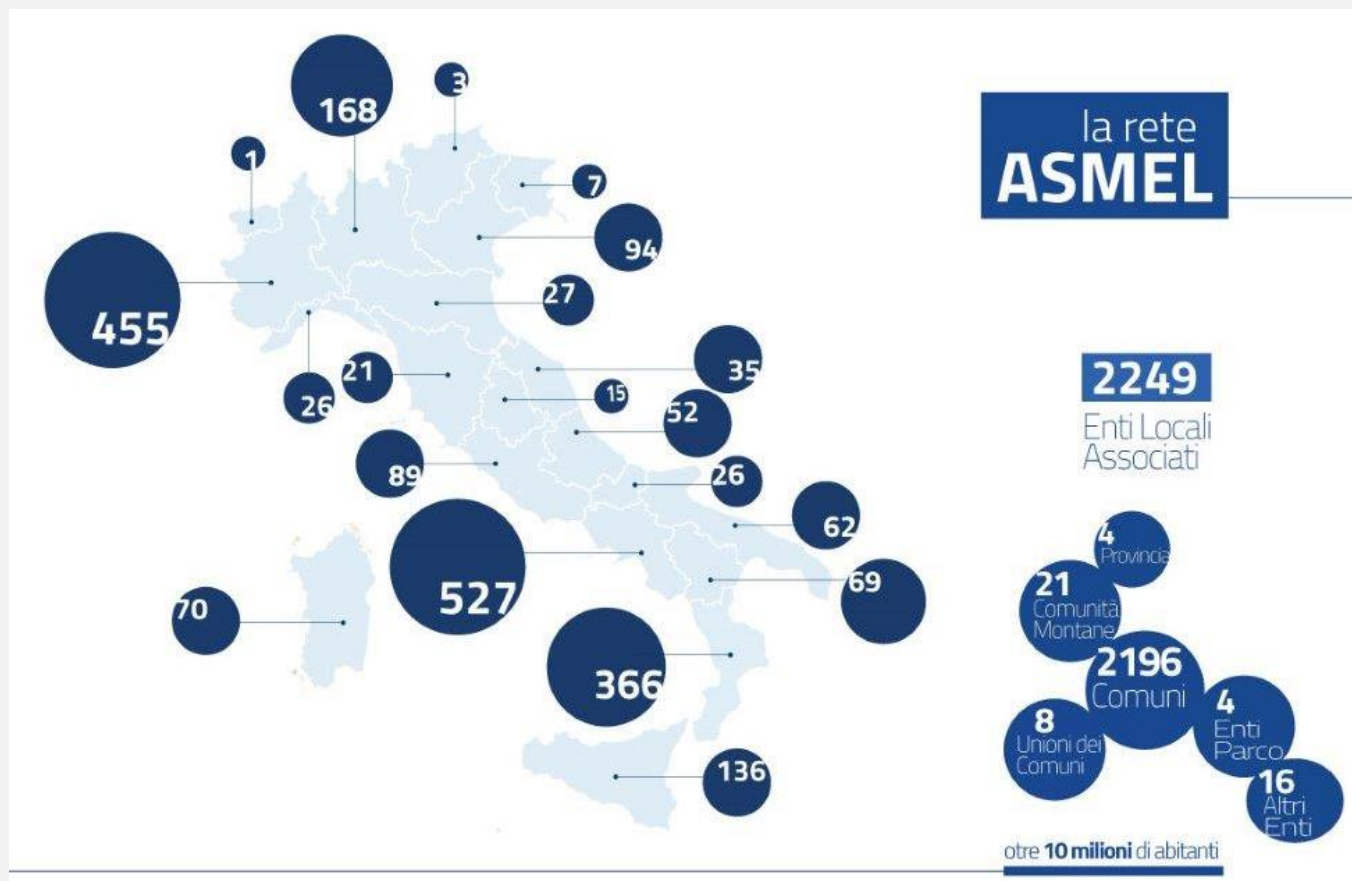 168
3
1
7
94
455
27
26
21
35
15
52
89
26
62
527
69
70
366
136
la rete
ASMEL
2249
Enti Locali
Associati
4
Provincia
21
Comunità
Montane
2196
Comuni
8
Unioni dei
Comuni
4
Enti
Parco
16
Altri
Enti
otre 10 milioni di abitanti